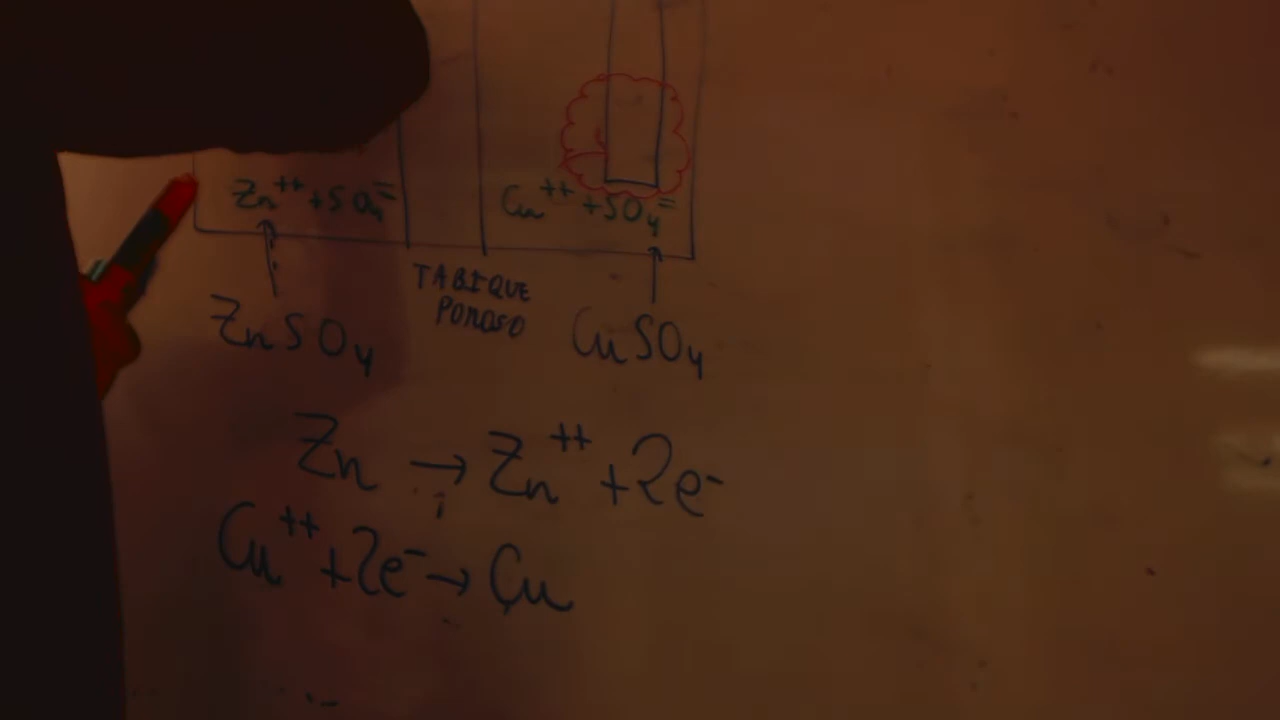 Zn⁺⁺+SO₄⁼
Cu⁺⁺+SO₄⁼
TABIQUE
POROSO
ZnSO₄
CuSO₄
Zn → Zn⁺⁺+2e⁻
Cu⁺⁺+2e⁻→ Cu